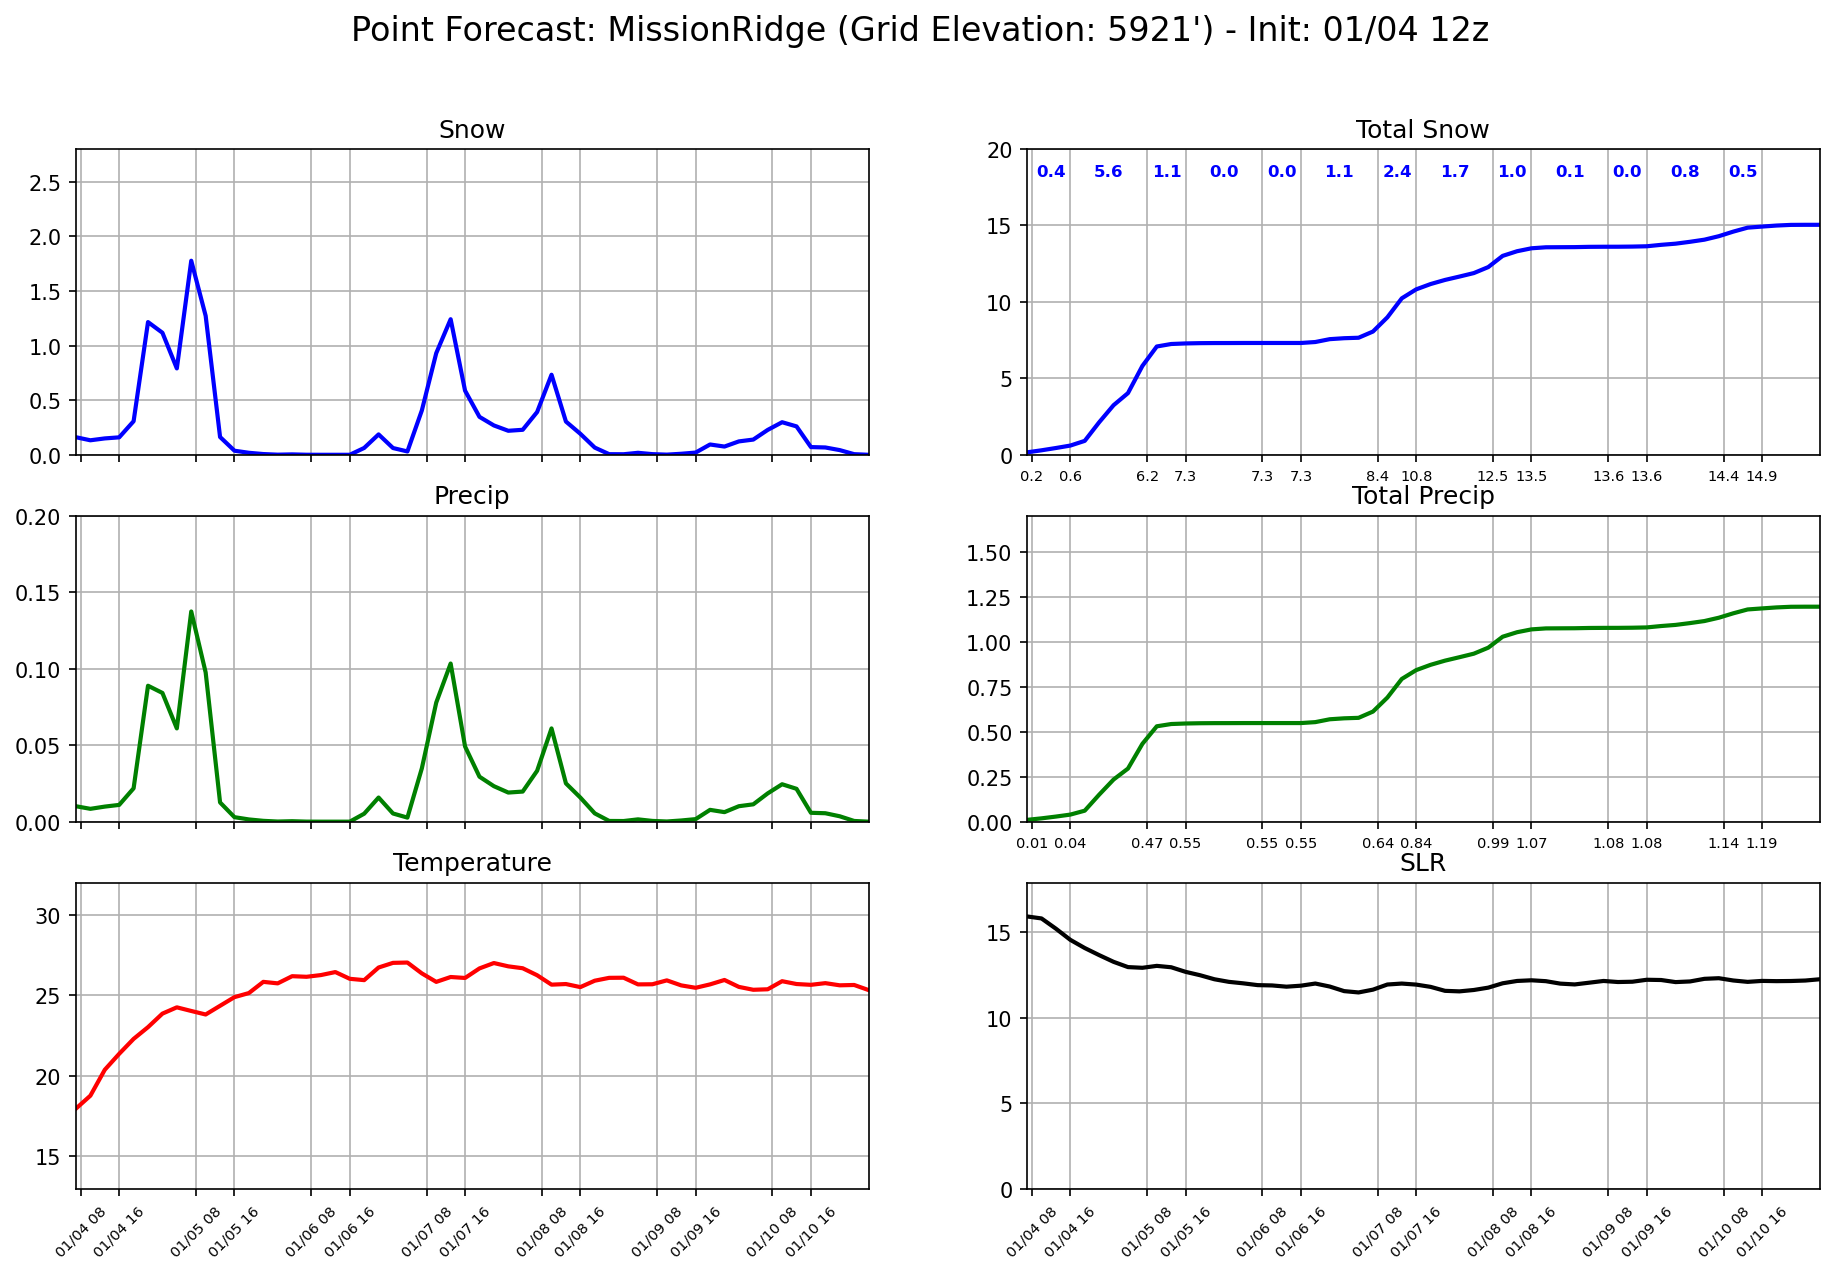 Point Forecast: MissionRidge (Grid Elevation: 5921') - Init: 01/04 12z
Snow
2.5
2.0
1.5
1.0
0.5
0.0
Total Snow
20
15
10
5
0
0.4 5.6 1.1 0.0 0.0 1.1 2.4 1.7 1.0 0.1 0.0 0.8 0.5
0.2 0.6 6.2 7.3 7.3 7.3 8.4 10.8 12.5 13.5 13.6 13.6 14.4 14.9
Precip
0.20
0.15
0.10
0.05
0.00
Total Precip
1.50
1.25
1.00
0.75
0.50
0.25
0.00
0.01 0.04 0.47 0.55 0.55 0.55 0.64 0.84 0.99 1.07 1.08 1.08 1.14 1.19
Temperature
30
25
20
15
01/04 08 01/04 16 01/05 08 01/05 16 01/06 08 01/06 16 01/07 08 01/07 16 01/08 08 01/08 16 01/09 08 01/09 16 01/10 08 01/10 16
SLR
15
10
5
0
01/04 08 01/04 16 01/05 08 01/05 16 01/06 08 01/06 16 01/07 08 01/07 16 01/08 08 01/08 16 01/09 08 01/09 16 01/10 08 01/10 16